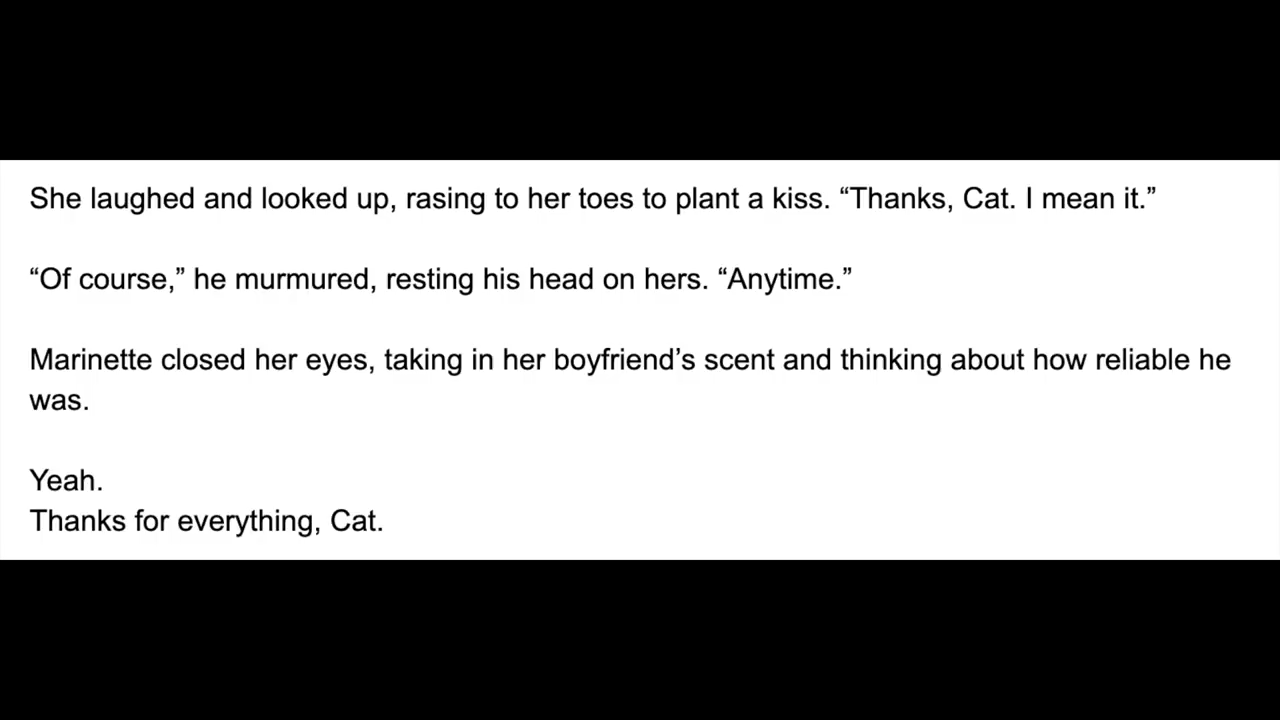 She laughed and looked up, rasing to her toes to plant a kiss. “Thanks, Cat. I mean it.”
“Of course,” he murmured, resting his head on hers. “Anytime.”
Marinette closed her eyes, taking in her boyfriend’s scent and thinking about how reliable he
was.
Yeah.
Thanks for everything, Cat.